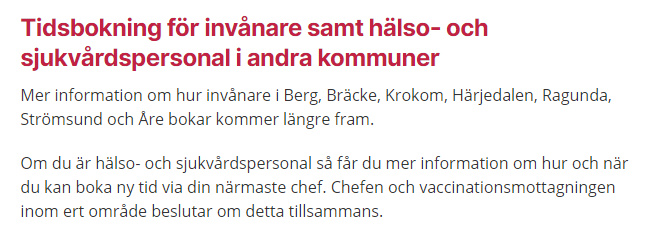 Tidsbokning för invånare samt hälso- och
sjukvårdspersonal i andra kommuner
Mer information om hur invånare i Berg, Bräcke, Krokom, Härjedalen, Ragunda,
Strömsund och Åre bokar kommer längre fram.
Om du är hälso- och sjukvårdspersonal så får du mer information om hur och när
du kan boka ny tid via din närmaste chef. Chefen och vaccinationsmottagningen
inom ert område beslutar om detta tillsammans.